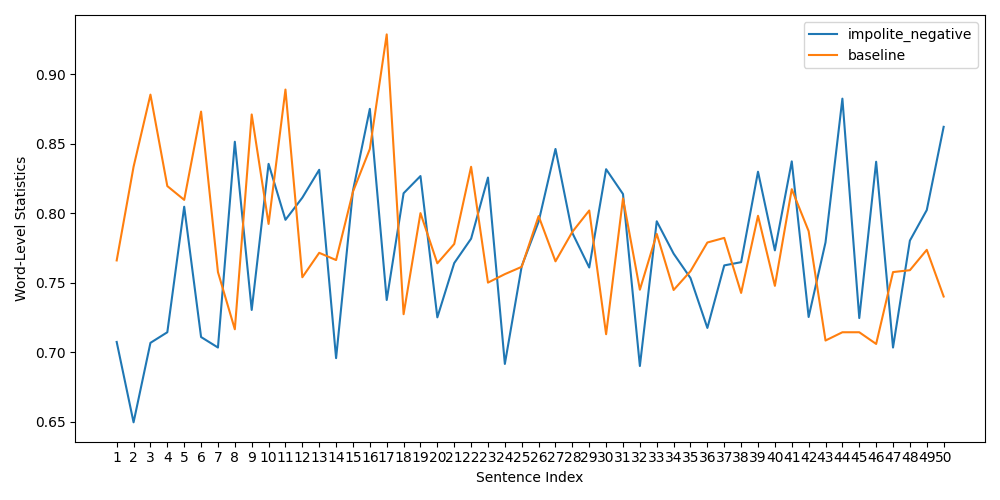 impolite_negative
baseline
0.90
0.85
0.80
0.75
0.70
0.65
Word-Level Statistics
1 2 3 4 5 6 7 8 9 10 11 12 13 14 15 16 17 18 19 20 21 22 23 24 25 26 27 28 29 30 31 32 33 34 35 36 37 38 39 40 41 42 43 44 45 46 47 48 49 50
Sentence Index